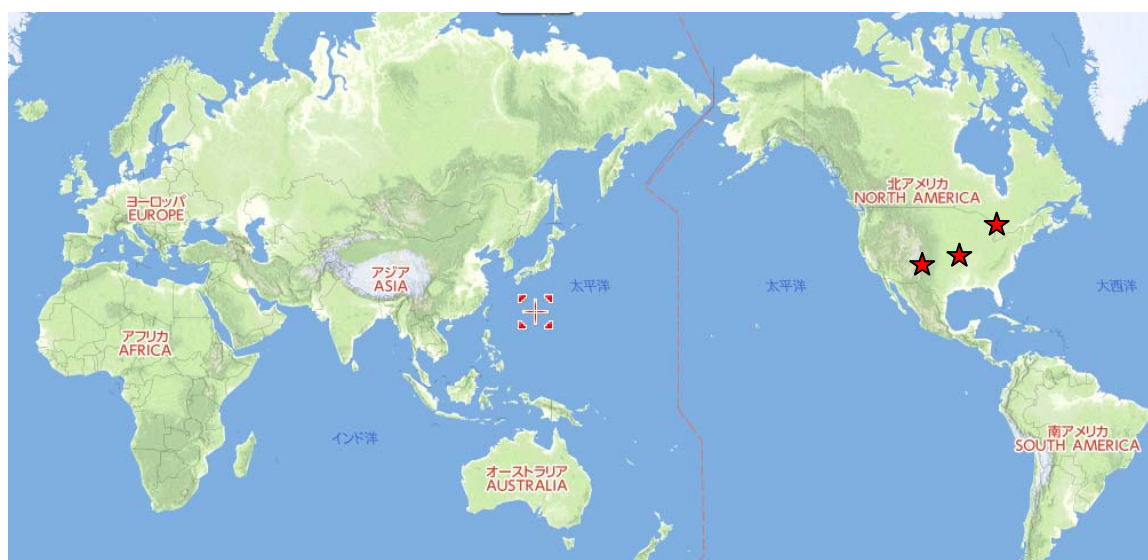 北アメリカ
NORTH AMERICA
ヨーロッパ
EUROPE
アジア
ASIA
太平洋
太平洋
大西洋
アフリカ
AFRICA
インド洋
南アメリカ
SOUTH AMERICA
オーストラリア
AUSTRALIA